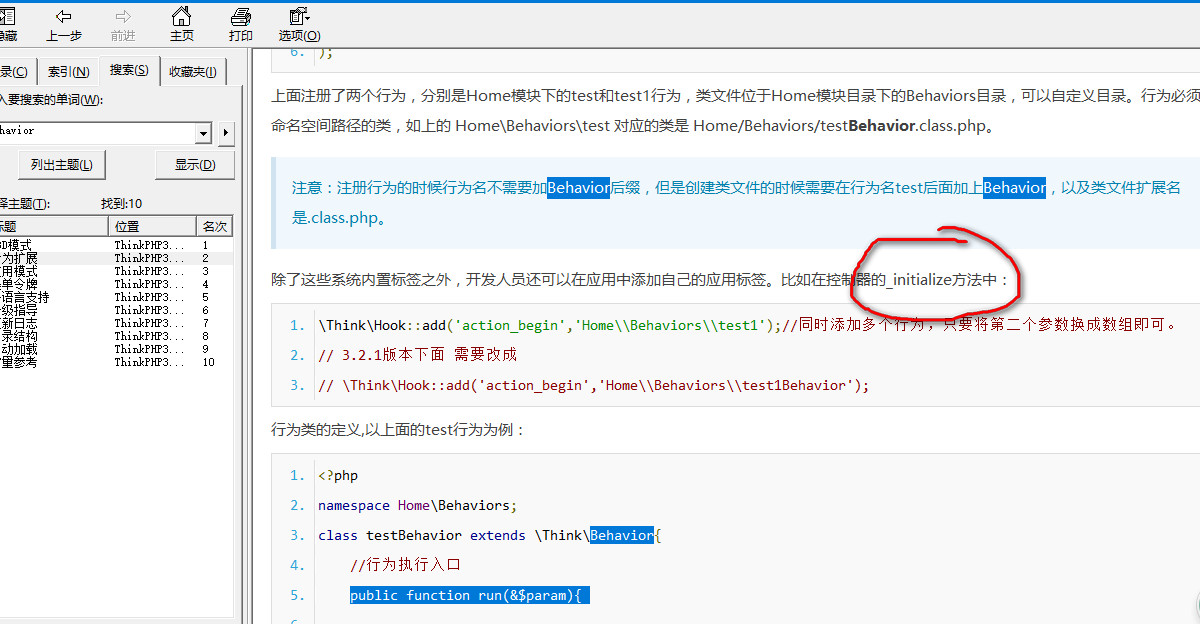 隐藏 上一步 前进 主页 打印 选项(O)
录(C) 索引(N) 搜索(S) 收藏夹(I)
入要搜索的单词(W):
havior
列出主题(L) 显示(D)
择主题(T): 找到:10
标题 位置 名次
BD模式 ThinkPHP3... 1
行为扩展 ThinkPHP3... 2
应用模式 ThinkPHP3... 3
表单令牌 ThinkPHP3... 4
多语言支持 ThinkPHP3... 5
升级指导 ThinkPHP3... 6
更新日志 ThinkPHP3... 7
目录结构 ThinkPHP3... 8
自动加载 ThinkPHP3... 9
变量参考 ThinkPHP3... 10
6. );
上面注册了两个行为，分别是Home模块下的test和test1行为，类文件位于Home模块目录下的Behaviors目录，可以自定义目录。行为必须
命名空间路径的类，如上的 Home\Behaviors\test 对应的类是 Home/Behaviors/testBehavior.class.php。
注意：注册行为的时候行为名不需要加Behavior后缀，但是创建类文件的时候需要在行为名test后面加上Behavior，以及类文件扩展名
是.class.php。
除了这些系统内置标签之外，开发人员还可以在应用中添加自己的应用标签。比如在控制器的_initialize方法中：
1. \Think\Hook::add('action_begin','Home\\Behaviors\\test1');//同时添加多个行为，只要将第二个参数换成数组即可。
2. // 3.2.1版本下面 需要改成
3. // \Think\Hook::add('action_begin','Home\\Behaviors\\test1Behavior');
行为类的定义,以上面的test行为为例：
1. <?php
2. namespace Home\Behaviors;
3. class testBehavior extends \Think\Behavior{
4. //行为执行入口
5. public function run(&$param){